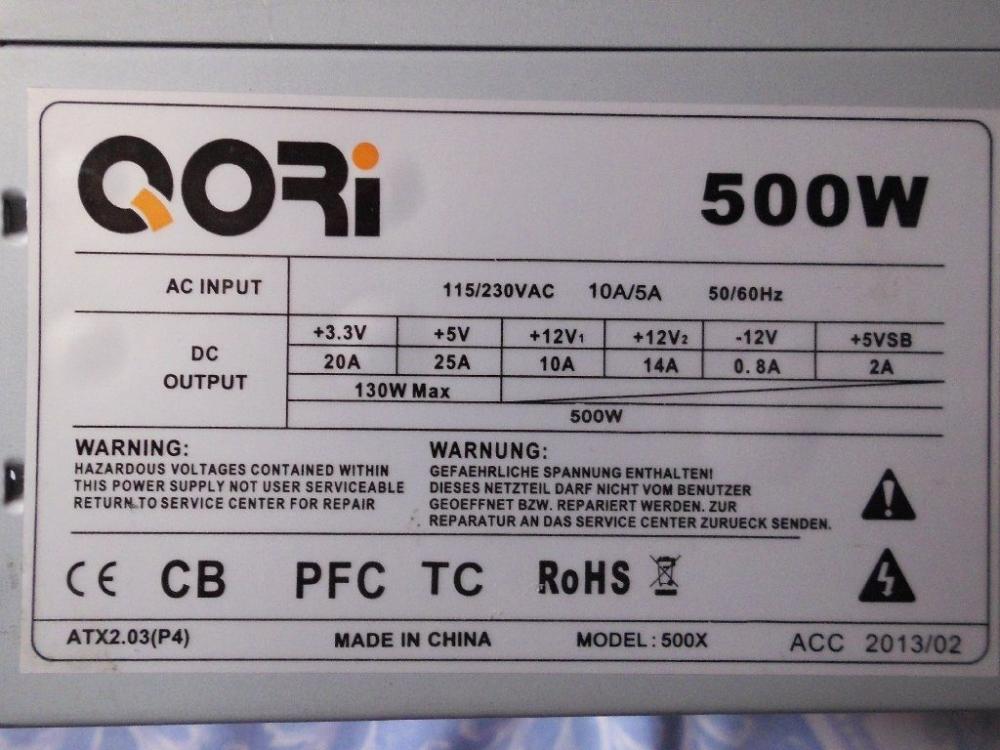 QORi
500W
AC INPUT 115/230VAC 10A/5A 50/60Hz
DC OUTPUT
+3.3V +5V +12V1 +12V2 -12V +5VSB
20A 25A 10A 14A 0.8A 2A
130W Max
500W
WARNING:
HAZARDOUS VOLTAGES CONTAINED WITHIN
THIS POWER SUPPLY NOT USER SERVICEABLE
RETURN TO SERVICE CENTER FOR REPAIR
WARNUNG:
GEFAEHRLICHE SPANNUNG ENTHALTEN!
DIESES NETZTEIL DARF NICHT VOM BENUTZER
GEOEFFNET BZW. REPARIERT WERDEN. ZUR
REPARATUR AN DAS SERVICE CENTER ZURUECK SENDEN.
CE CB PFC TC RoHS
ATX2.03(P4) MADE IN CHINA MODEL:500X ACC 2013/02